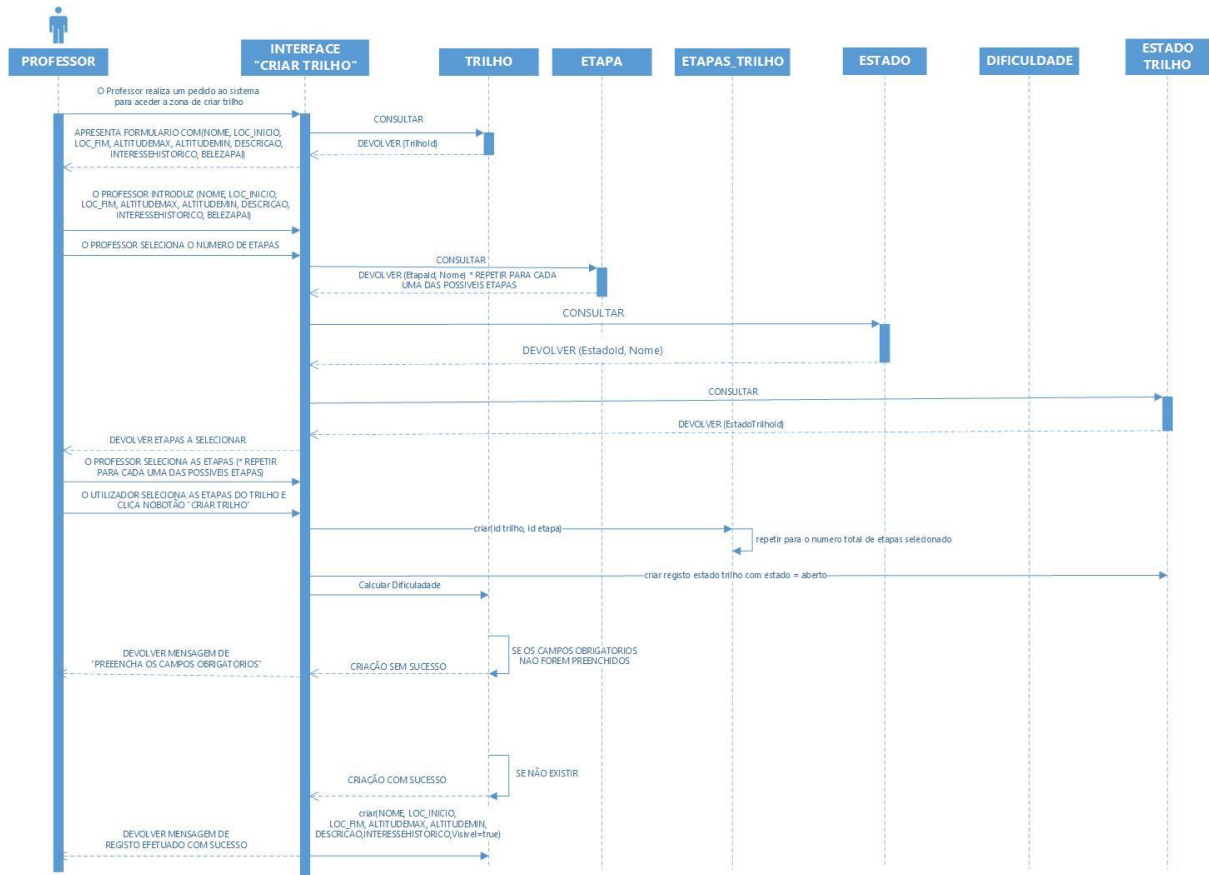 PROFESSOR
INTERFACE
"CRIAR TRILHO"
TRILHO
ETAPA
ETAPAS_TRILHO
ESTADO
DIFICULDADE
ESTADO
TRILHO
O Professor realiza um pedido ao sistema
para aceder a zona de criar trilho
CONSULTAR
APRESENTA FORMULARIO COM(NOME, LOC_INICIO,
LOC_FIM, ALTITUDEMAX, ALTITUDEMIN, DESCRICAO,
INTERESSEHISTORICO, BELEZAPAI)
DEVOLVER (TrilhoId)
O PROFESSOR INTRODUZ (NOME, LOC_INICIO,
LOC_FIM, ALTITUDEMAX, ALTITUDEMIN, DESCRICAO,
INTERESSEHISTORICO, BELEZAPAI)
O PROFESSOR SELECIONA O NUMERO DE ETAPAS
CONSULTAR
DEVOLVER (EtapaId, Nome) * REPETIR PARA CADA
UMA DAS POSSIVEIS ETAPAS
CONSULTAR
DEVOLVER (EstadoId, Nome)
CONSULTAR
DEVOLVER (EstadoTrilhoId)
DEVOLVER ETAPAS A SELECIONAR
O PROFESSOR SELECIONA AS ETAPAS (* REPETIR
PARA CADA UMA DAS POSSIVEIS ETAPAS)
O UTILIZADOR SELECIONA AS ETAPAS DO TRILHO E
CLICA NOBOTÃO "CRIAR TRILHO"
criar(id trilho, id etapa)
repetir para o numero total de etapas selecionado
criar registo estado trilho com estado = aberto
Calcular Dificuladade
SE OS CAMPOS OBRIGATORIOS
NAO FOREM PREENCHIDOS
DEVOLVER MENSAGEM DE
"PREEENCHA OS CAMPOS OBRIGATORIOS"
CRIAÇÃO SEM SUCESSO
SE NÃO EXISTIR
CRIAÇÃO COM SUCESSO
criar(NOME, LOC_INICIO,
LOC_FIM, ALTITUDEMAX, ALTITUDEMIN,
DESCRICAO,INTERESSEHISTORICO,Visivel=true)
DEVOLVER MENSAGEM DE
REGISTO EFETUADO COM SUCESSO